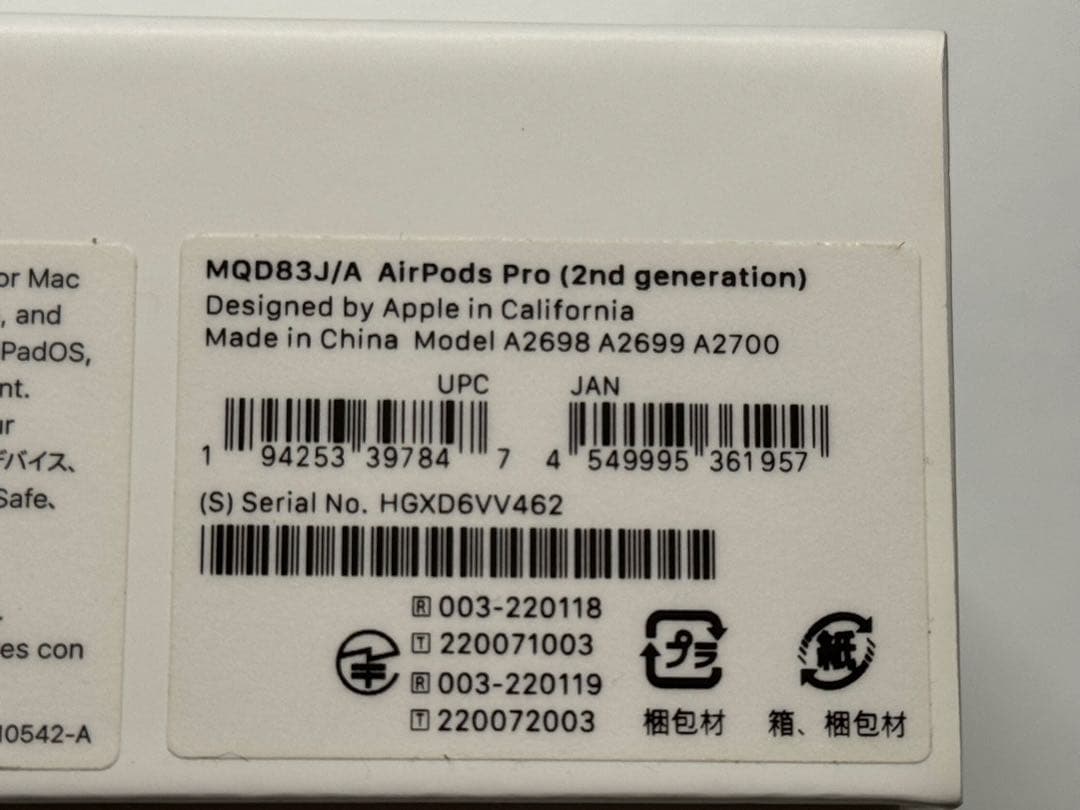 or Mac
, and
PadOS,
nt.
ur
デバイス、
Safe、
es con
10542-A
MQD83J/A AirPods Pro (2nd generation)
Designed by Apple in California
Made in China Model A2698 A2699 A2700
UPC JAN
1 94253 39784 7 4 549995 361957
(S) Serial No. HGXD6VV462
R 003-220118
T 220071003
R 003-220119
T 220072003
プラ
紙
梱包材
箱、梱包材